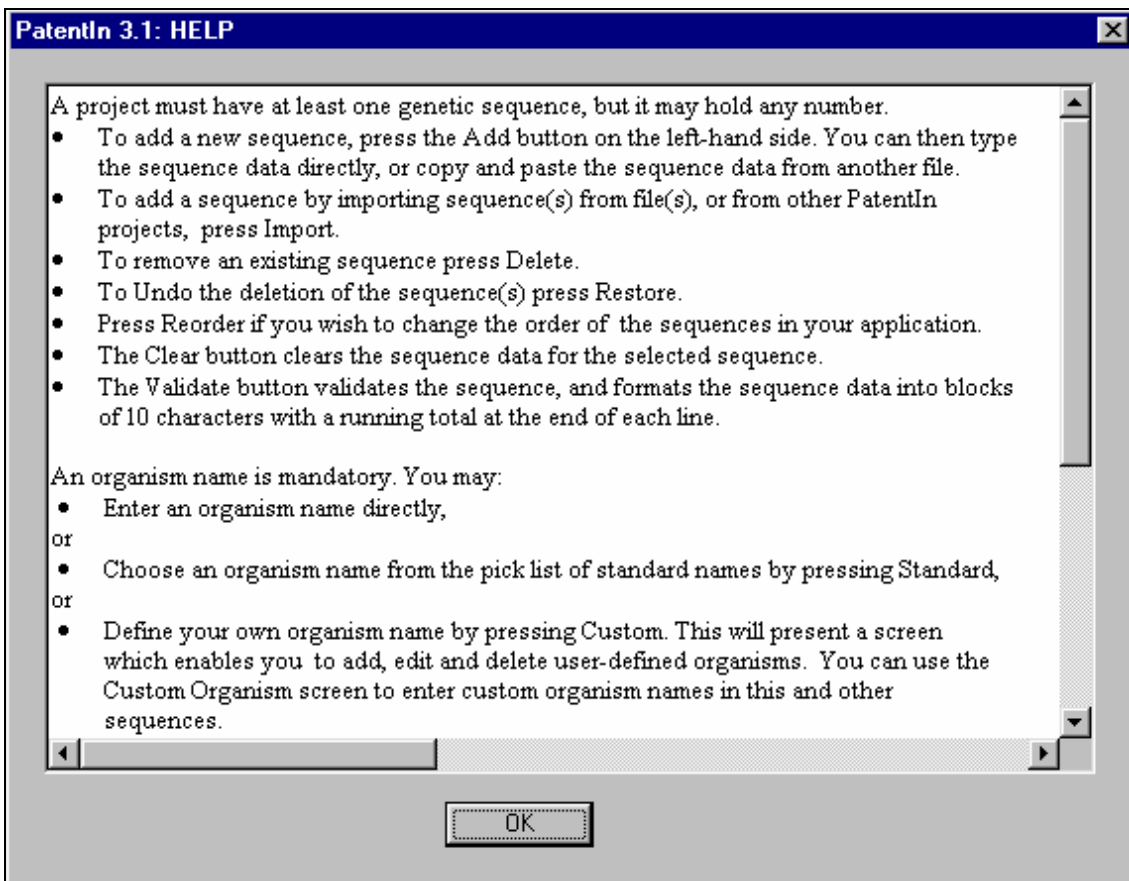 PatentIn 3.1: HELP
A project must have at least one genetic sequence, but it may hold any number.
• To add a new sequence, press the Add button on the left-hand side. You can then type
the sequence data directly, or copy and paste the sequence data from another file.
• To add a sequence by importing sequence(s) from file(s), or from other PatentIn
projects, press Import.
• To remove an existing sequence press Delete.
• To Undo the deletion of the sequence(s) press Restore.
• Press Reorder if you wish to change the order of the sequences in your application.
• The Clear button clears the sequence data for the selected sequence.
• The Validate button validates the sequence, and formats the sequence data into blocks
of 10 characters with a running total at the end of each line.
An organism name is mandatory. You may:
• Enter an organism name directly,
or
• Choose an organism name from the pick list of standard names by pressing Standard,
or
• Define your own organism name by pressing Custom. This will present a screen
which enables you to add, edit and delete user-defined organisms. You can use the
Custom Organism screen to enter custom organism names in this and other
sequences.
OK